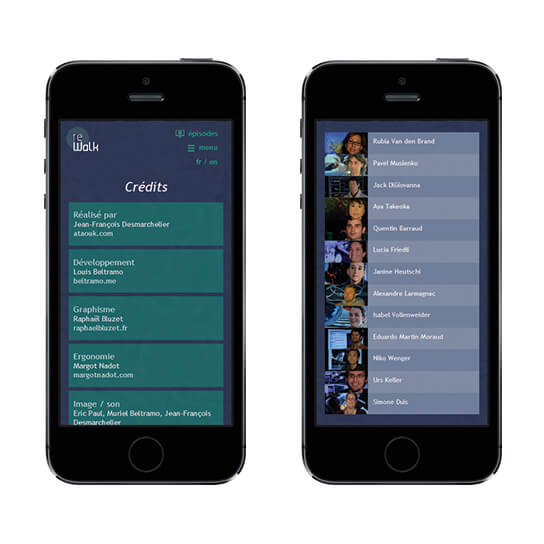 re
Walk
épisodes
menu
fr / en
Crédits
Réalisé par
Jean-François Desmarchelier
ataouk.com
Développement
Louis Beltramo
beltramo.me
Graphisme
Raphaël Bluzet
raphaelbluzet.fr
Ergonomie
Margot Nadot
margotnadot.com
Image / son
Eric Paul, Muriel Beltramo, Jean-François
Desmarchelier
Rubia Van den Brand
Pavel Musienko
Jack DiGiovanna
Aya Takeoka
Quentin Barraud
Lucia Friedli
Janine Heutschi
Alexandre Larmagnac
Isabel Vollenweider
Eduardo Martin Moraud
Niko Wenger
Urs Keller
Simone Duis